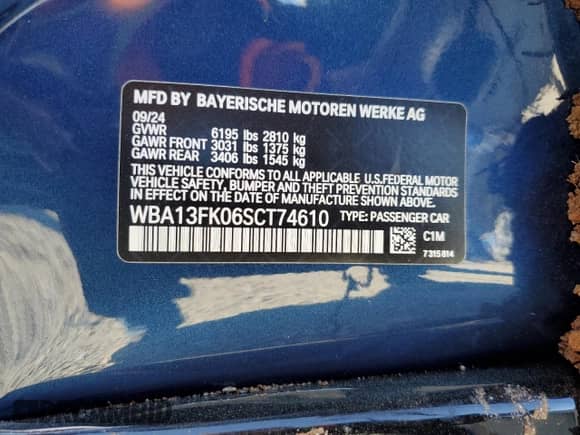 MFD BY BAYERISCHE MOTOREN WERKE AG
09/24
GVWR 6195 lbs 2810 kg
GAWR FRONT 3031 lbs 1375 kg
GAWR REAR 3406 lbs 1545 kg
THIS VEHICLE CONFORMS TO ALL APPLICABLE U.S.FEDERAL MOTOR
VEHICLE SAFETY, BUMPER AND THEFT PREVENTION STANDARDS
IN EFFECT ON THE DATE OF MANUFACTURE SHOWN ABOVE.
WBA13FK06SCT74610 TYPE: PASSENGER CAR
C1M
7315814